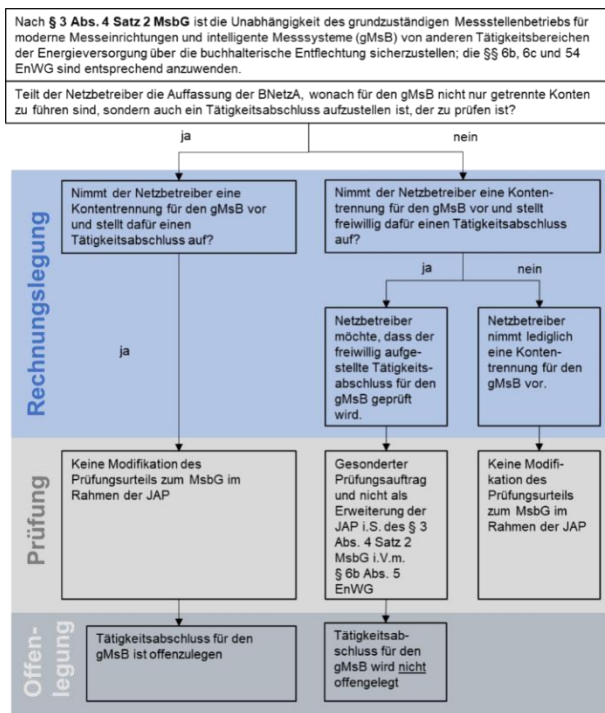 Nach § 3 Abs. 4 Satz 2 MsbG ist die Unabhängigkeit des grundzuständigen Messstellenbetriebs für
moderne Messeinrichtungen und intelligente Messsysteme (gMsB) von anderen Tätigkeitsbereichen
der Energieversorgung über die buchhalterische Entflechtung sicherzustellen; die §§ 6b, 6c und 54
EnWG sind entsprechend anzuwenden.
Teilt der Netzbetreiber die Auffassung der BNetzA, wonach für den gMsB nicht nur getrennte Konten
zu führen sind, sondern auch ein Tätigkeitsabschluss aufzustellen ist, der zu prüfen ist?
ja
nein
Rechnungslegung
Nimmt der Netzbetreiber eine
Kontentrennung für den gMsB vor
und stellt dafür einen
Tätigkeitsabschluss auf?
Nimmt der Netzbetreiber eine Konten-
trennung für den gMsB vor und stellt
freiwillig dafür einen Tätigkeitsabschluss
auf?
ja
nein
ja
Netzbetreiber
möchte, dass der
freiwillig aufge-
stellte Tätigkeits-
abschluss für den
gMsB geprüft
wird.
Netzbetreiber
nimmt lediglich
eine Konten-
trennung für den
gMsB vor.
Prüfung
Keine Modifikation des
Prüfungsurteils zum MsbG im
Rahmen der JAP
Gesonderter
Prüfungsauftrag
und nicht als
Erweiterung der
JAP i.S. des § 3
Abs. 4 Satz 2
MsbG i.V.m.
§ 6b Abs. 5
EnWG
Keine Modifi-
kation des
Prüfungsurteils
zum MsbG im
Rahmen der JAP
Offen-
legung
Tätigkeitsabschluss für den
gMsB ist offenzulegen
Tätigkeitsab-
schluss für den
gMsB wird nicht
offengelegt